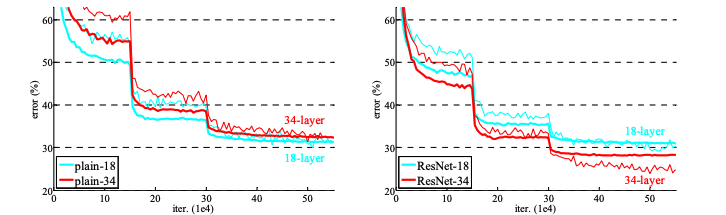 60
50
40
30
20
error (%)
34-layer
18-layer
plain-18
plain-34
0 10 20 30 40 50
iter. (1e4)
60
50
40
30
20
error (%)
18-layer
34-layer
ResNet-18
ResNet-34
0 10 20 30 40 50
iter. (1e4)